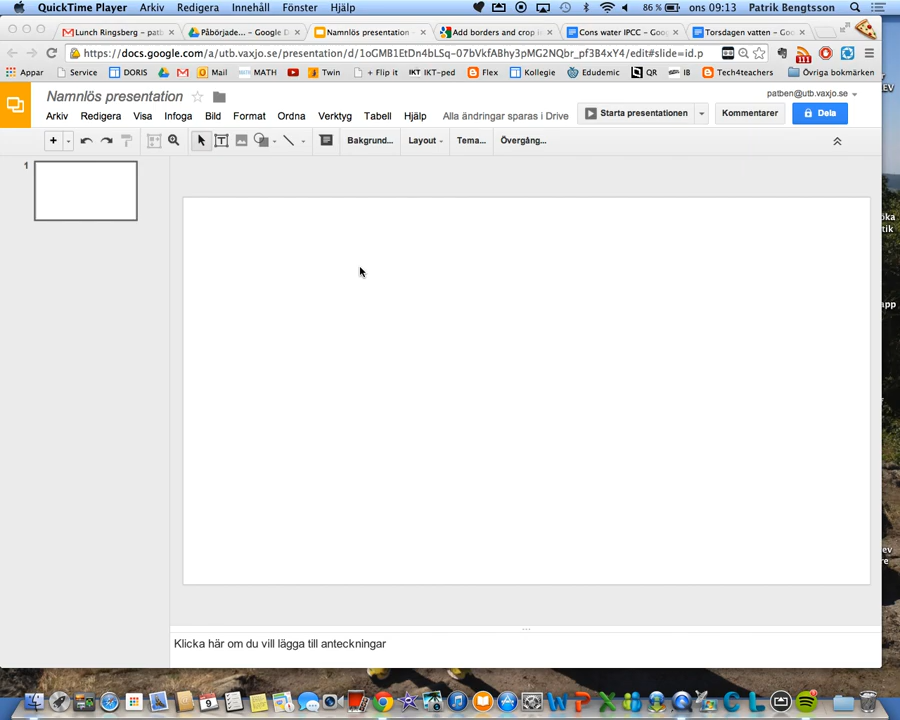 QuickTime Player Arkiv Redigera Innehåll Fönster Hjälp 86 % ons 09:13 Patrik Bengtsson
Lunch Ringsberg - patb Påbörjade... - Google D Namnlös presentation - Add borders and crop i Cons water IPCC - Goo Torsdagen vatten - Goo
https://docs.google.com/a/utb.vaxjo.se/presentation/d/1oGMB1EtDn4bLSq-07bVkfABhy3pMG2NQbr_pf3B4xY4/edit#slide=id.p
111
Appar Service DORIS Mail MATH Twin + Flip it IKT IKT-ped Flex Kollegie Edudemic QR IB Tech4teachers Övriga bokmärken
Namnlös presentation
patben@utb.vaxjo.se
Arkiv Redigera Visa Infoga Bild Format Ordna Verktyg Tabell Hjälp Alla ändringar sparas i Drive
Starta presentationen Kommentarer Dela
Bakgrun... Layout Tema... Övergång...
1
Klicka här om du vill lägga till anteckningar
9